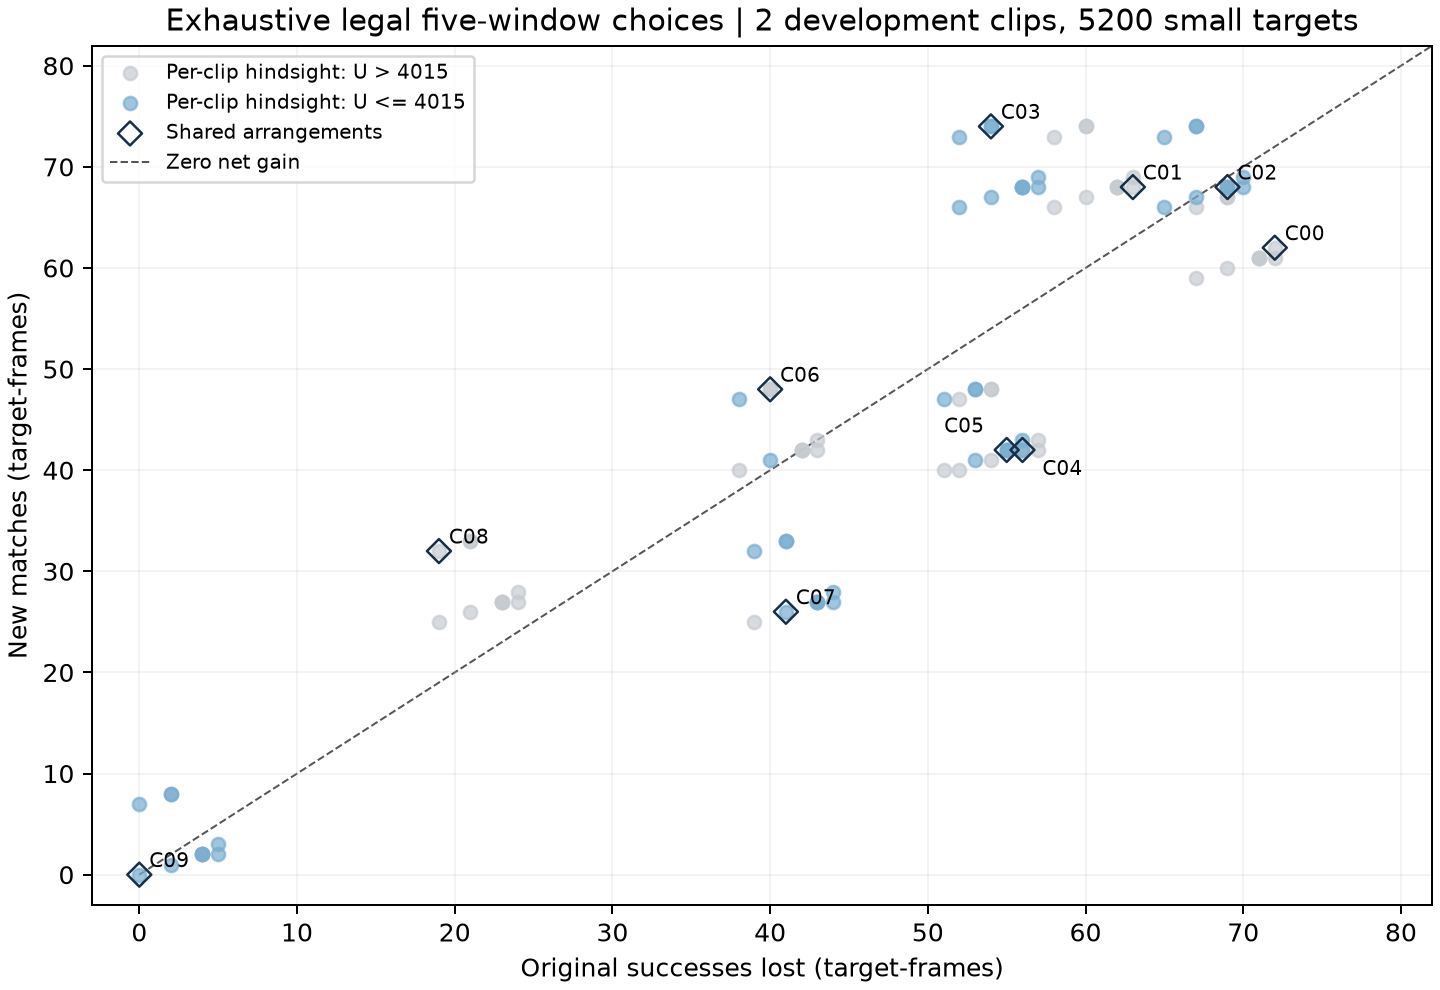 Exhaustive legal five-window choices | 2 development clips, 5200 small targets
Per-clip hindsight: U > 4015
Per-clip hindsight: U <= 4015
Shared arrangements
Zero net gain
C03
C01
C02
C00
C06
C05
C04
C08
C07
C09
80
70
60
50
40
30
20
10
0
New matches (target-frames)
0 10 20 30 40 50 60 70 80
Original successes lost (target-frames)